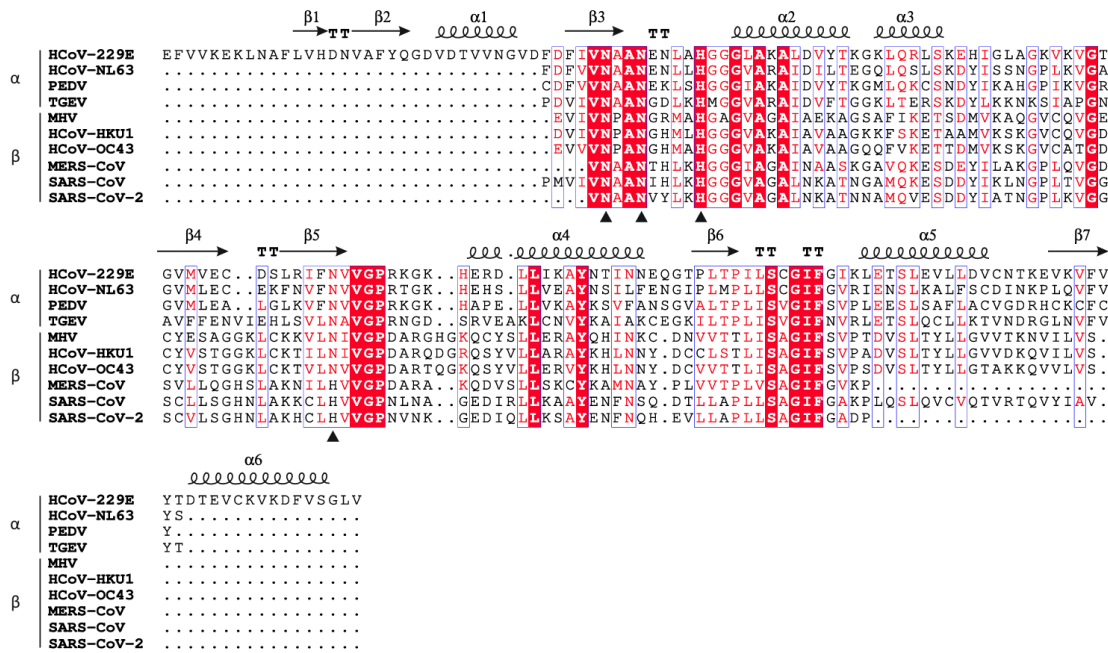 β1 TT β2 α1 β3 TT α2 α3
α
HCoV-229E EFVVKEKLNAFLVHDNVAFYQGDVDTVVNGVDFDFIVNAANENLAHGGGLAKALDVYTKGKLQRLSKEHIGLAGKVKVGT
HCoV-NL63 ................................FDFVVNAANENLLHGGGVARAIDILTEGQLQSLSKDYISSNGPLKVGA
PEDV ................................CDFVVNAANEKLSHGGGIAKAIDVYTKGMLQKCSNDYIKAHGPIKVGR
TGEV ................................PDVIVNAANGDLKHMGGVARAIDVFTGGKLTERSKDYLKKNKSIAPGN
β
MHV .................................EVIVNPANGRMAHGAGVAGAIAEKAGSAFIKETSDMVKAQGVCQVGE
HCoV-HKU1 .................................DVIVNPANGHMLHGGGVAKAIAVAAGKKFSKETAAMVKSKGVCQVGD
HCoV-OC43 .................................EVVVNPANGHMAHGGGVAKAIAVAAGQQFVKETTDMVKSKGVCATGD
MERS-CoV ....................................VNAANTHLKHGGGIAGAINAASKGAVQKESDEYILAKGPLQVGD
SARS-CoV ................................PMVIVNAANIHLKHGGGVAGALNKATNGAMQKESDDYIKLNGPLTVGG
SARS-CoV-2 ....................................VNAANVYLKHGGGVAGALNKATNNAMQVESDDYIATNGPLKVGG
β4 TT β5 α4 β6 TT TT α5 β7
α
HCoV-229E GVMVEC..DSLRIFNVVGPRKGK..HERD.LLIKAYNTINNEQGTPLTPILSCGIFGIKLETSLEVLLDVCNTKEVKVFV
HCoV-NL63 GVMLEC..EKFNVFNVVGPRKGK..HEHS.LLVEAYNSILFENGIPLMPLLSCGIFGVRIENSLKALFSCDINKPLQVFV
PEDV GVMLEA..LGLKVFNVVGPRKGK..HAPE.LLVKAYKSVFANSGVALTPLISVGIFSVPLEESLSAFLACVGDRHCKCFC
TGEV AVFFENVIEHLSVLNAVGPRNGD..SRVEAKLCNVYKAIAKCEGKILTPLISVGIFNVRLETSLQCLLKTVNDRGLNVFV
β
MHV CYESAGGKLCKTILNIVGPDARGHGKQCYSLLARAYQHINKC.DNVVTTLISAGIFSVPTDVSLTYLLGVVTKNVILVS.
HCoV-HKU1 CYVSTGGKLCKTILNIVGPDARQDGRQSYVLLERAYQHLNNY.DCCLSTLISAGIFSVPADVSLTYLLGVVDKQVILVS.
HCoV-OC43 CYVSTGGKLCKTVLNVVGPDARTQGKQSYVLLERVYKHLNNY.DCVVTTLISAGIFSVPSDVSLTYLLGTAKKQVVLVS.
MERS-CoV SVLLQGHSLAKNILHVVGPDARA..KQDVSLLSKCYKAMNAY.PLVVTPLVSAGIFGVKP....................
SARS-CoV SCLLSGHNLAKKCLHVVGPNLNA..GEDIRLLKAAYENFNSQ.DTLLAPLLSAGIFGAKPLQSLQVCVQTVRTQVYIAV.
SARS-CoV-2 SCVLSGHNLAKHCLHVVGPNVNK..GEDIQLLKSAYENFNQH.EVLLAPLLSAGIFGADP....................
α6
α
HCoV-229E YTDTEVCKVKDFVSGLV
HCoV-NL63 YS...............
PEDV Y................
TGEV YT...............
β
MHV .................
HCoV-HKU1 .................
HCoV-OC43 .................
MERS-CoV .................
SARS-CoV .................
SARS-CoV-2 .................